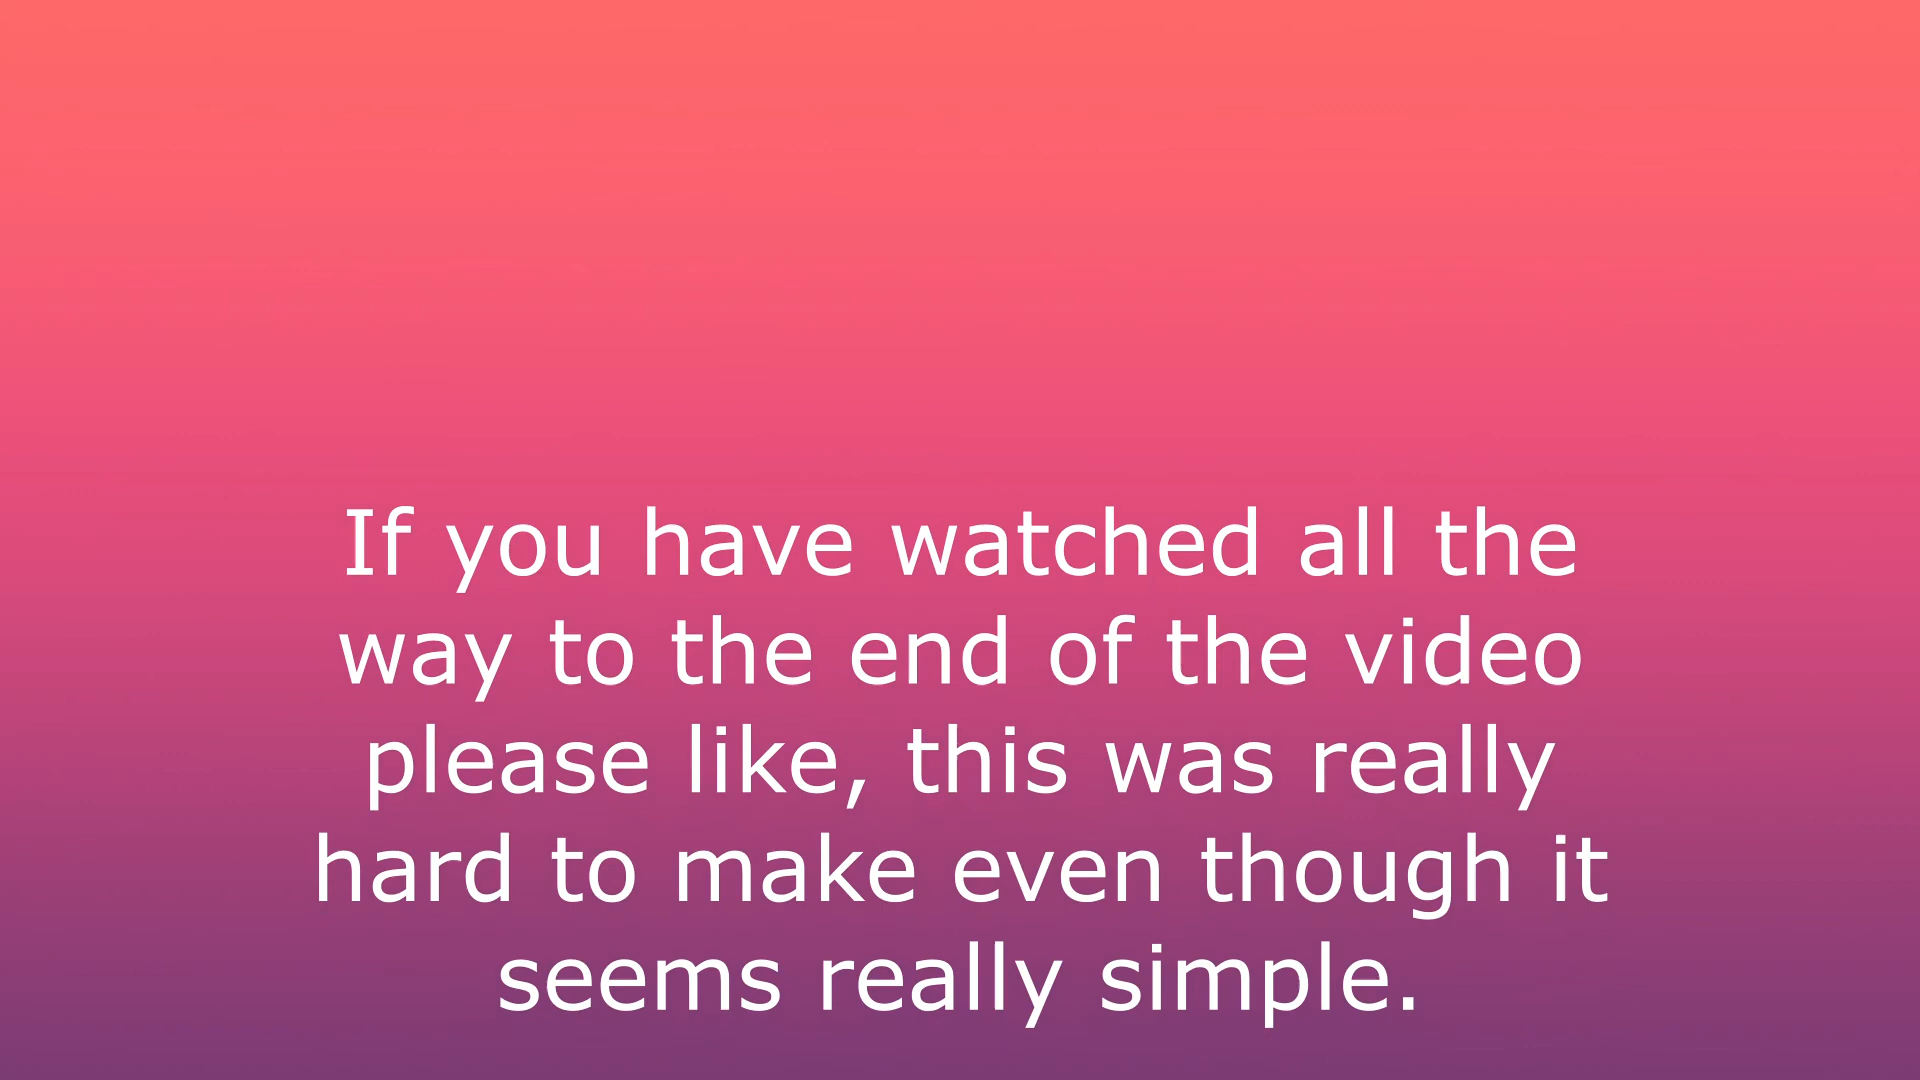 If you have watched all the
way to the end of the video
please like, this was really
hard to make even though it
seems really simple.